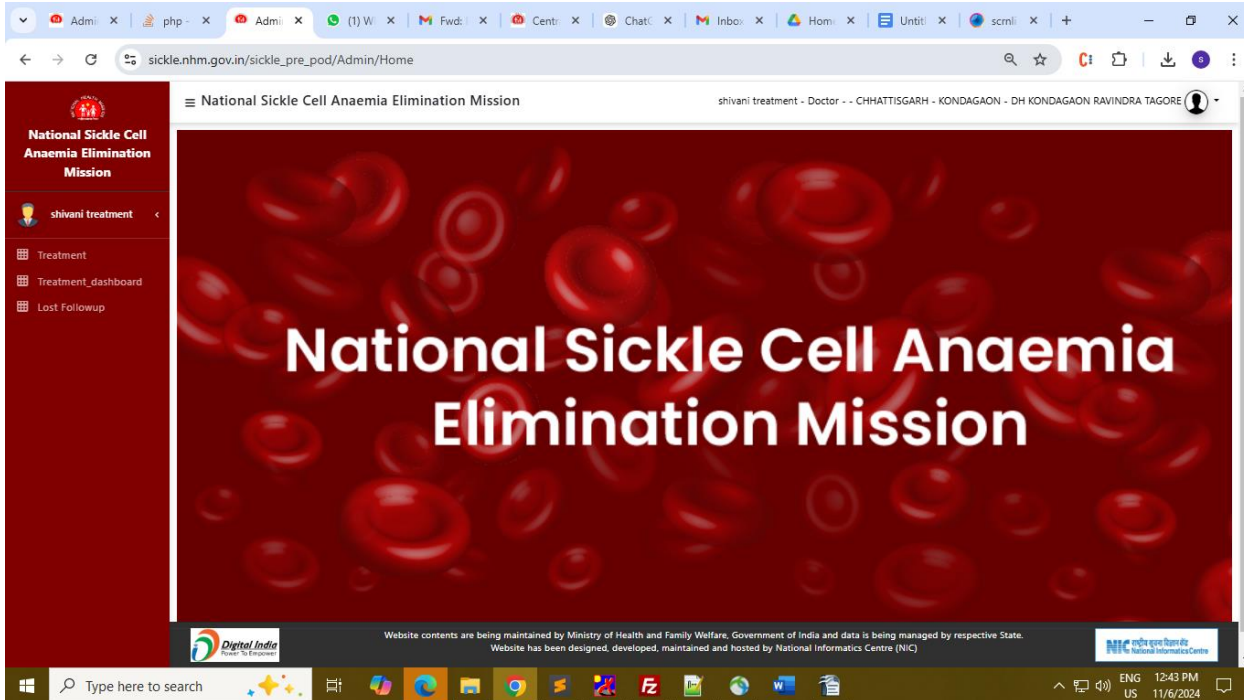 Admi
php -
Admi
(1) W
Fwd:
Centr
Chat
Inbox
Home
Untitl
scrnli
sickle.nhm.gov.in/sickle_pre_pod/Admin/Home
National Sickle Cell
Anaemia Elimination
Mission
shivani treatment
Treatment
Treatment_dashboard
Lost Followup
National Sickle Cell Anaemia Elimination Mission
shivani treatment - Doctor - - CHHATTISGARH - KONDAGAON - DH KONDAGAON RAVINDRA TAGORE
National Sickle Cell Anaemia
Elimination Mission
Digital India
Power To Empower
Website contents are being maintained by Ministry of Health and Family Welfare, Government of India and data is being managed by respective State.
Website has been designed, developed, maintained and hosted by National Informatics Centre (NIC)
NIC राष्ट्रीय सूचना विज्ञान केंद्र
National Informatics Centre
Type here to search
ENG
US
12:43 PM
11/6/2024